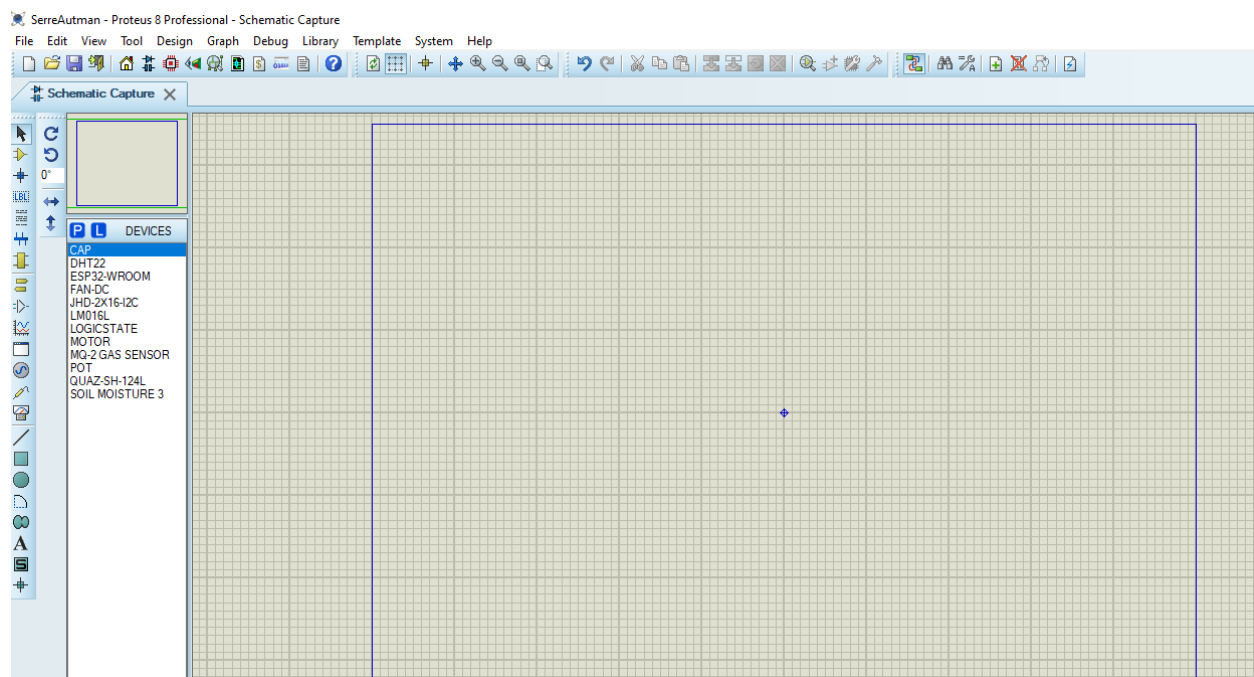 SerreAutman - Proteus 8 Professional - Schematic Capture
File Edit View Tool Design Graph Debug Library Template System Help
Schematic Capture
0°
LBL
P L DEVICES
CAP
DHT22
ESP32-WROOM
FAN-DC
JHD-2X16-I2C
LM016L
LOGICSTATE
MOTOR
MQ-2 GAS SENSOR
POT
QUAZ-SH-124L
SOIL MOISTURE 3
A
S